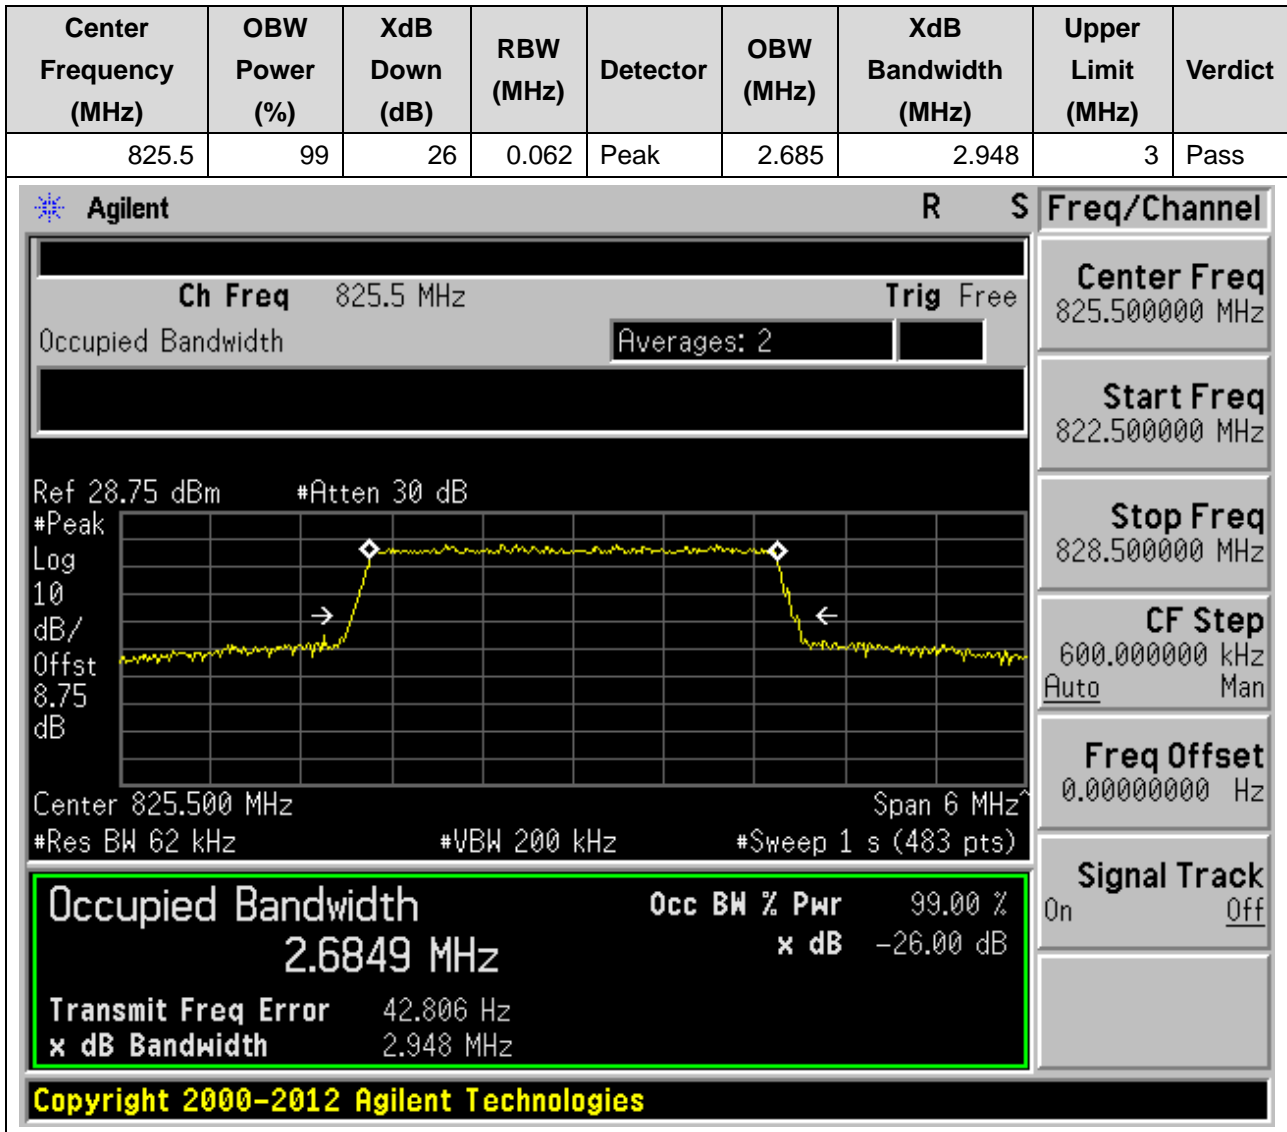 Center Frequency (MHz) OBW Power (%) XdB Down (dB) RBW (MHz) Detector OBW (MHz) XdB Bandwidth (MHz) Upper Limit (MHz) Verdict
825.5 99 26 0.062 Peak 2.685 2.948 3 Pass
Agilent R S
Ch Freq 825.5 MHz Trig Free
Occupied Bandwidth Averages: 2
Ref 28.75 dBm #Atten 30 dB
#Peak
Log
10
dB/
Offst
8.75
dB
Center 825.500 MHz Span 6 MHz^
#Res BW 62 kHz #VBW 200 kHz #Sweep 1 s (483 pts)
Occupied Bandwidth Occ BW % Pwr 99.00 %
2.6849 MHz x dB -26.00 dB
Transmit Freq Error 42.806 Hz
x dB Bandwidth 2.948 MHz
Copyright 2000-2012 Agilent Technologies
Freq/Channel
Center Freq
825.500000 MHz
Start Freq
822.500000 MHz
Stop Freq
828.500000 MHz
CF Step
600.000000 kHz
Auto Man
Freq Offset
0.00000000 Hz
Signal Track
On Off